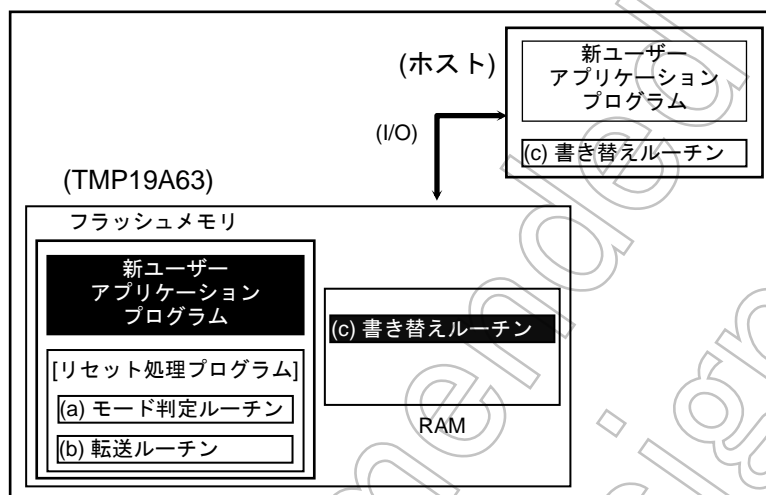 (ホスト)
新ユーザー
アプリケーション
プログラム
(c) 書き替えルーチン
(I/O)
(TMP19A63)
フラッシュメモリ
新ユーザー
アプリケーション
プログラム
[リセット処理プログラム]
(a) モード判定ルーチン
(b) 転送ルーチン
(c) 書き替えルーチン
RAM